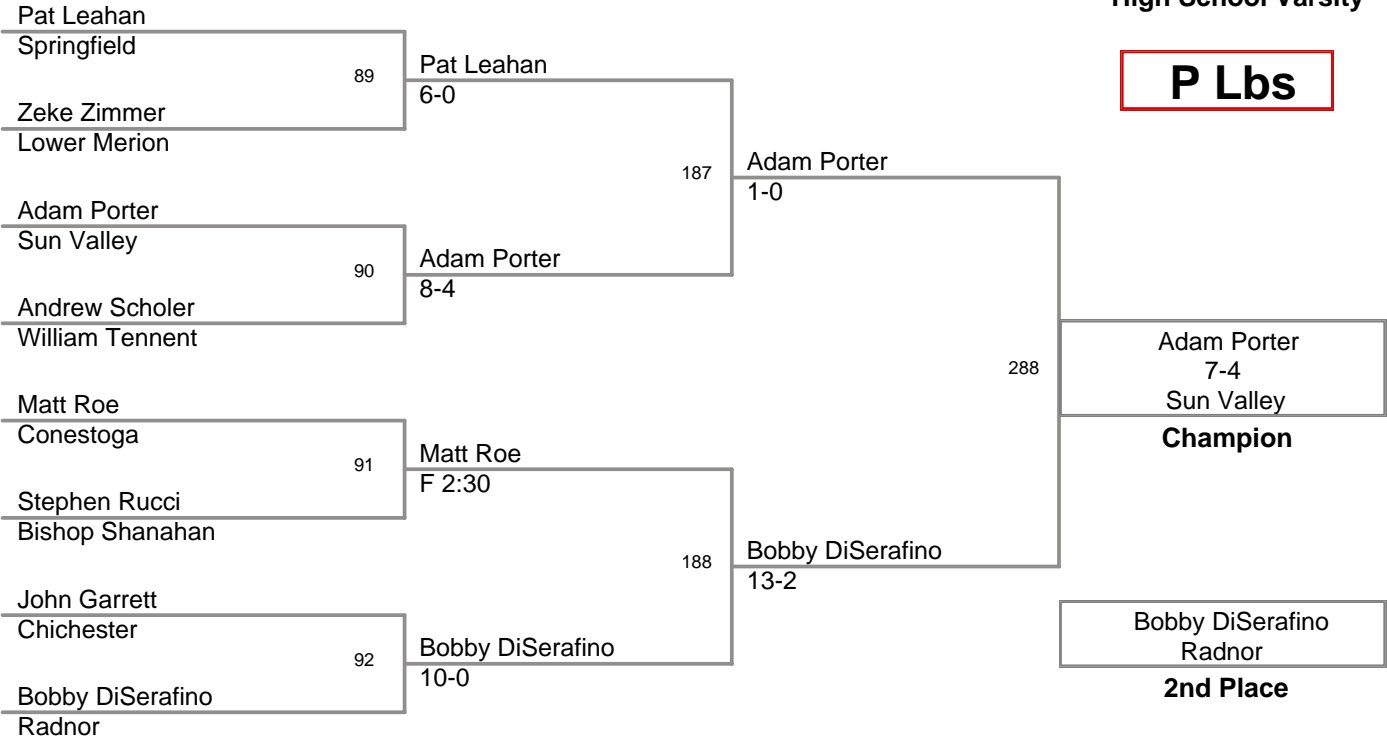 High School Varsity
P Lbs
Pat Leahan
Springfield
89
Zeke Zimmer
Lower Merion
Pat Leahan
6-0
187
Adam Porter
Sun Valley
90
Andrew Scholer
William Tennent
Adam Porter
8-4
Adam Porter
1-0
288
Matt Roe
Conestoga
91
Stephen Rucci
Bishop Shanahan
Matt Roe
F 2:30
188
John Garrett
Chichester
92
Bobby DiSerafino
Radnor
Bobby DiSerafino
10-0
Bobby DiSerafino
13-2
Adam Porter
7-4
Sun Valley
Champion
Bobby DiSerafino
Radnor
2nd Place